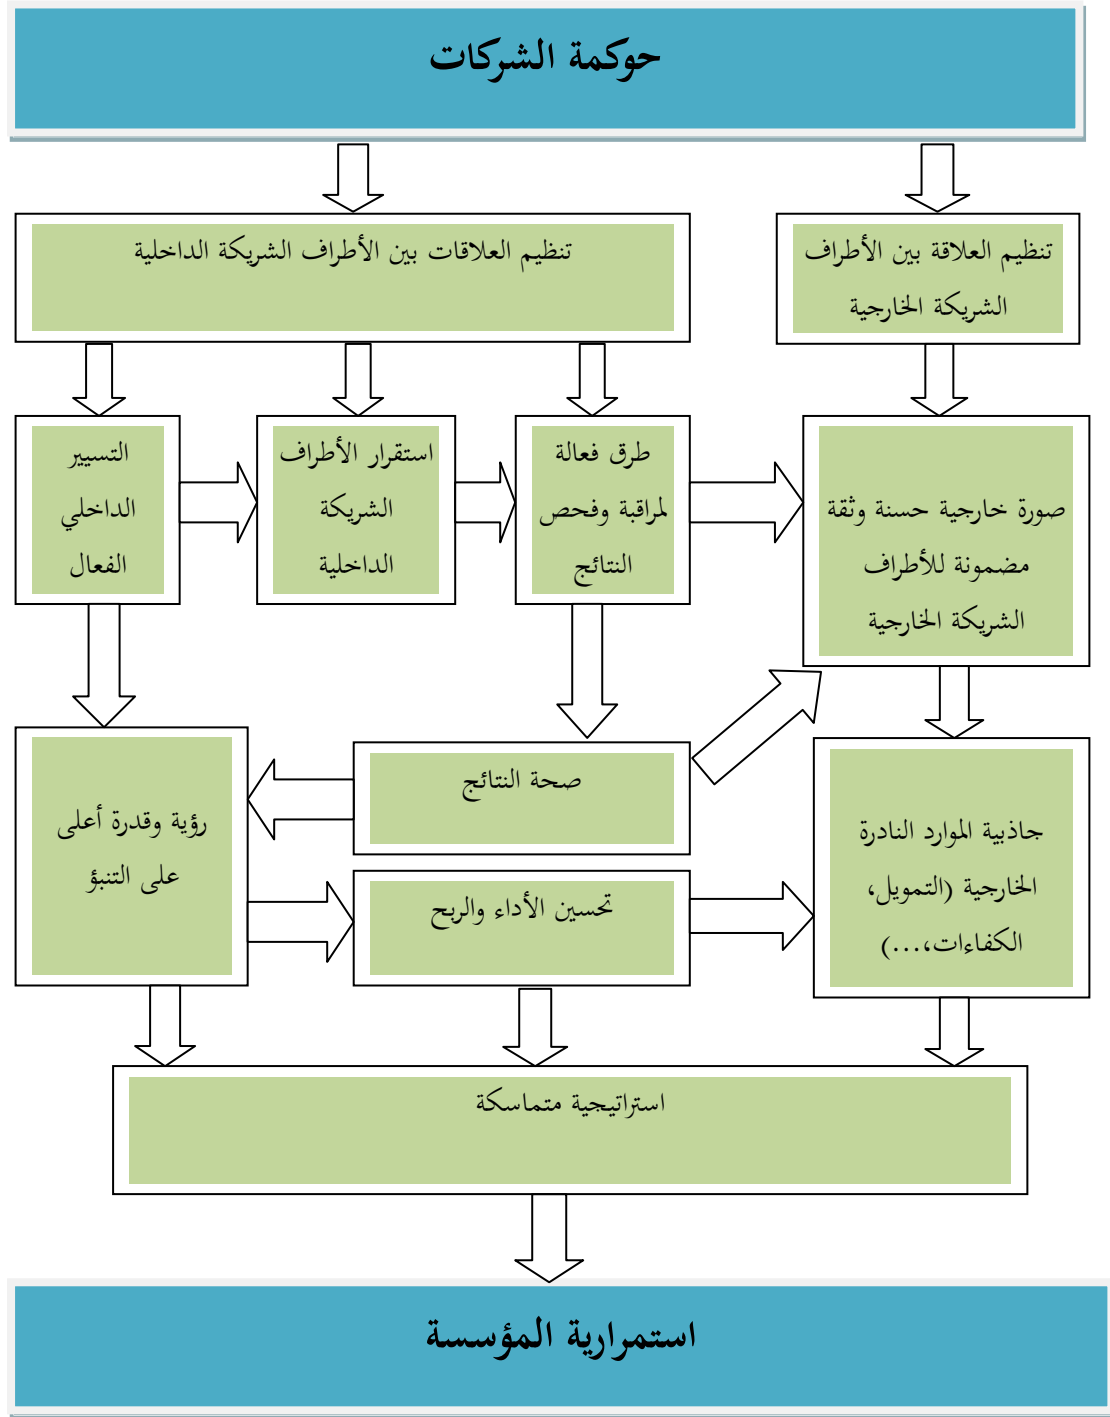 حوكمة الشركات
تنظيم العلاقة بين الأطراف
الشريكة الخارجية
تنظيم العلاقات بين الأطراف الشريكة الداخلية
صورة خارجية حسنة وثقة
مضمونة للأطراف
الشريكة الخارجية
طرق فعالة
لمراقبة وفحص
النتائج
استقرار الأطراف
الشريكة
الداخلية
التسيير
الداخلي
الفعال
جاذبية الموارد النادرة
الخارجية (التمويل،
الكفاءات،...)
صحة النتائج
تحسين الأداء والربح
رؤية وقدرة أعلى
على التنبؤ
استراتيجية متماسكة
استمرارية المؤسسة